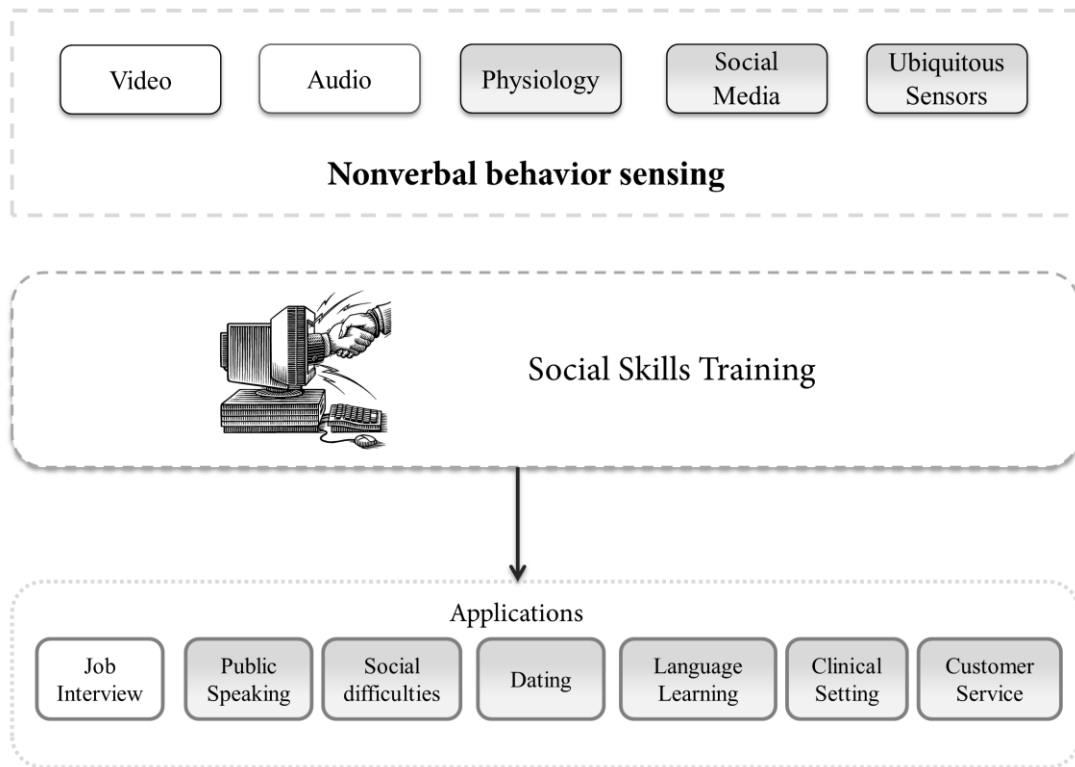 Video
Audio
Physiology
Social
Media
Ubiquitous
Sensors
Nonverbal behavior sensing
Social Skills Training
Applications
Job
Interview
Public
Speaking
Social
difficulties
Dating
Language
Learning
Clinical
Setting
Customer
Service